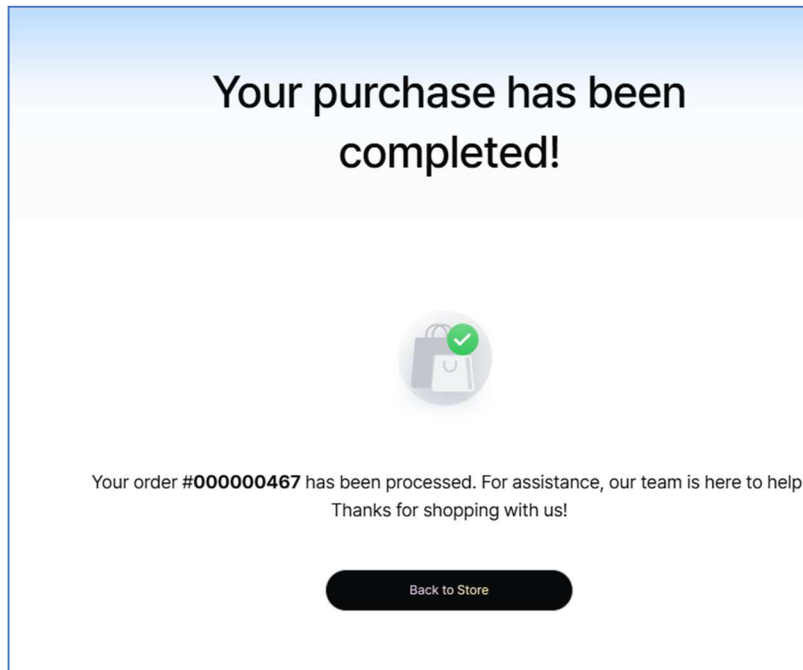 Your purchase has been
completed!
Your order #000000467 has been processed. For assistance, our team is here to help
Thanks for shopping with us!
Back to Store